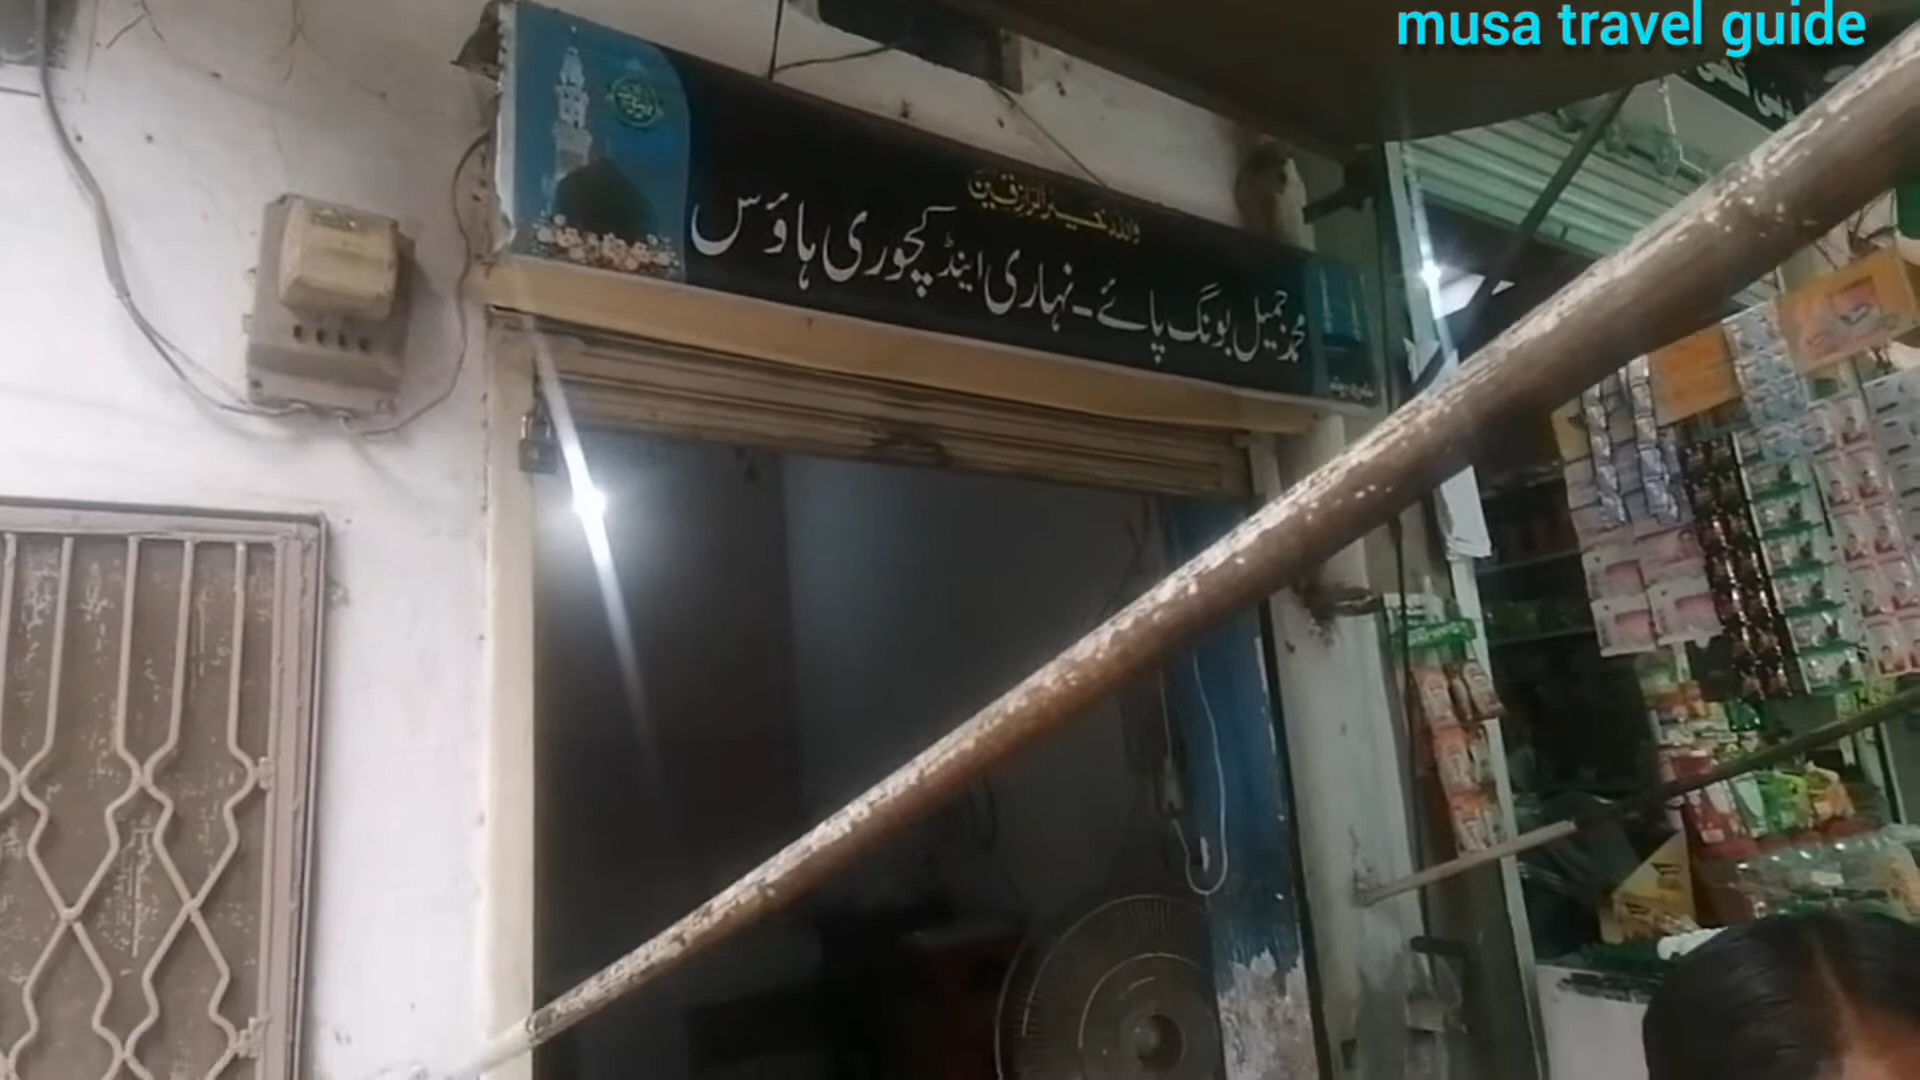 musa travel guide
واللہ خیر الرازقین
محمد جمیل بونگ پائے۔نہاری اینڈ کچوری ہاؤس